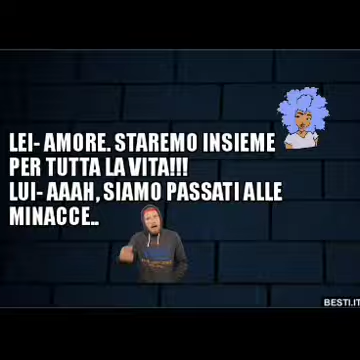 LEI- AMORE. STAREMO INSIEME
PER TUTTA LA VITA!!!
LUI- AAAH, SIAMO PASSATI ALLE
MINACCE..
BESTI.IT